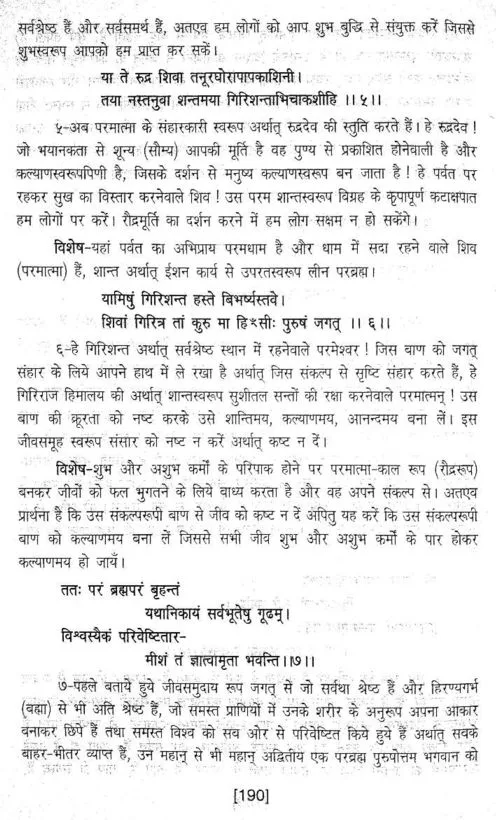 सर्वश्रेष्ठ हैं और सर्वसमर्थ हैं, अतएव हम लोगों को आप शुभ बुद्धि से संयुक्त करें जिससे
शुभस्वरूप आपको हम प्राप्त कर सकें।
या ते रुद्र शिवा तनूरघोरापापकाशिनी।
तया नस्तनुवा शन्तमया गिरिशन्ताभिचाकशीहि ।।५।।
५-अब परमात्मा के संहारकारी स्वरूप अर्थात् रुद्रदेव की स्तुति करते हैं। हे रुद्रदेव!
जो भयानकता से शून्य (सौम्य) आपकी मूर्ति है वह पुण्य से प्रकाशित होनेवाली है और
कल्याणस्वरूपिणी है, जिसके दर्शन से मनुष्य कल्याणस्वरूप बन जाता है! हे पर्वत पर
रहकर सुख का विस्तार करनेवाले शिव! उस परम शान्तस्वरूप विग्रह के कृपापूर्ण कटाक्षपात
हम लोगों पर करें। रौद्रमूर्ति का दर्शन करने में हम लोग सक्षम न हो सकेंगे।
विशेष-यहां पर्वत का अभिप्राय परमधाम है और धाम में सदा रहने वाले शिव
(परमात्मा) हैं, शान्त अर्थात् ईशन कार्य से उपरतस्वरूप लीन परब्रह्म।
यामिषुं गिरिशन्त हस्ते बिभर्ष्यस्तवे।
शिवां गिरित्र तां कुरु मा हिꣳसीः पुरुषं जगत् ।।६।।
६-हे गिरिशन्त अर्थात् सर्वश्रेष्ठ स्थान में रहनेवाले परमेश्वर! जिस बाण को जगत्
संहार के लिये आपने हाथ में ले रखा है अर्थात् जिस संकल्प से सृष्टि संहार करते हैं, हे
गिरिराज हिमालय की अर्थात् शान्तस्वरूप सुशीतल सन्तों की रक्षा करनेवाले परमात्मन्! उस
बाण की क्रूरता को नष्ट करके उसे शान्तिमय, कल्याणमय, आनन्दमय बना लें। इस
जीवसमूह स्वरूप संसार को नष्ट न करें अर्थात् कष्ट न दें।
विशेष-शुभ और अशुभ कर्मों के परिपाक होने पर परमात्मा-काल रूप (रौद्ररूप)
बनकर जीवों को फल भुगतने के लिये वाध्य करता है और वह अपने संकल्प से। अतएव
प्रार्थना है कि उस संकल्परूपी बाण से जीव को कष्ट न दें अपितु यह करें कि उस संकल्परूपी
बाण को कल्याणमय बना लें जिससे सभी जीव शुभ और अशुभ कर्मों के पार होकर
कल्याणमय हो जायँ।
ततः परं ब्रह्मपरं बृहन्तं
यथानिकायं सर्वभूतेषु गूढम्।
विश्वस्यैकं परिवेष्टितार-
मीशं तं ज्ञात्वामृता भवन्ति।।७।।
७-पहले बताये हुये जीवसमुदाय रूप जगत् से जो सर्वथा श्रेष्ठ हैं और हिरण्यगर्भ
(ब्रह्मा) से भी अति श्रेष्ठ हैं, जो समस्त प्राणियों में उनके शरीर के अनुरूप अपना आकार
बनाकर छिपे हैं तथा समस्त विश्व को सब ओर से परिवेष्टित किये हुये हैं अर्थात् सबके
बाहर-भीतर व्याप्त हैं, उन महान् से भी महान् अद्वितीय एक परब्रह्म पुरुषोत्तम भगवान को
[190]